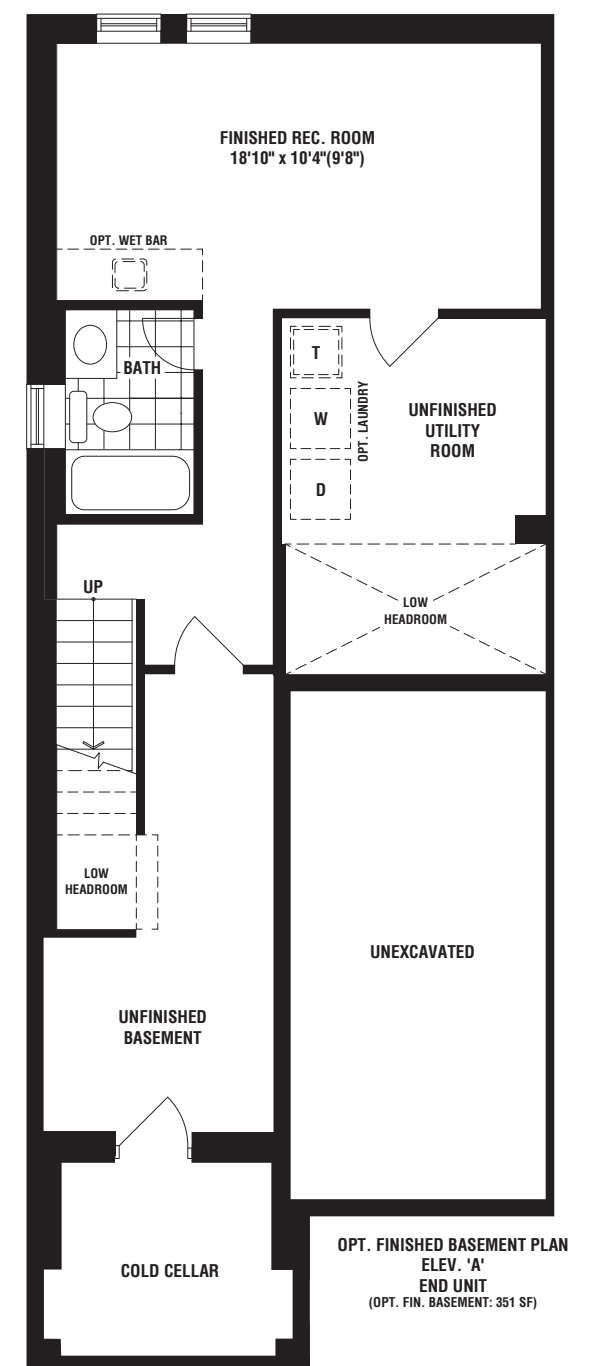 FINISHED REC. ROOM
18'10" x 10'4"(9'8")
OPT. WET BAR
BATH
T
W
D
OPT. LAUNDRY
UNFINISHED
UTILITY
ROOM
LOW
HEADROOM
UP
LOW
HEADROOM
UNEXCAVATED
UNFINISHED
BASEMENT
COLD CELLAR
OPT. FINISHED BASEMENT PLAN
ELEV. 'A'
END UNIT
(OPT. FIN. BASEMENT: 351 SF)